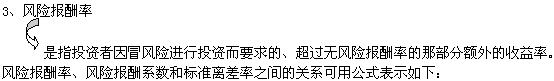 3、风险报酬率
是指投资者因冒风险进行投资而要求的、超过无风险报酬率的那部分额外的收益率。
风险报酬率、风险报酬系数和标准离差率之间的关系可用公式表示如下：